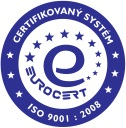 CERTIFIKOVANÝ SYSTÉM
e
EUROCERT
ISO 9001 : 2008